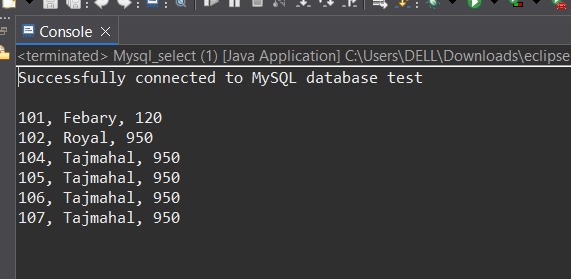 Console
<terminated> Mysql_select (1) [Java Application] C:\Users\DELL\Downloads\eclipse
Successfully connected to MySQL database test
101, Febary, 120
102, Royal, 950
104, Tajmahal, 950
105, Tajmahal, 950
106, Tajmahal, 950
107, Tajmahal, 950